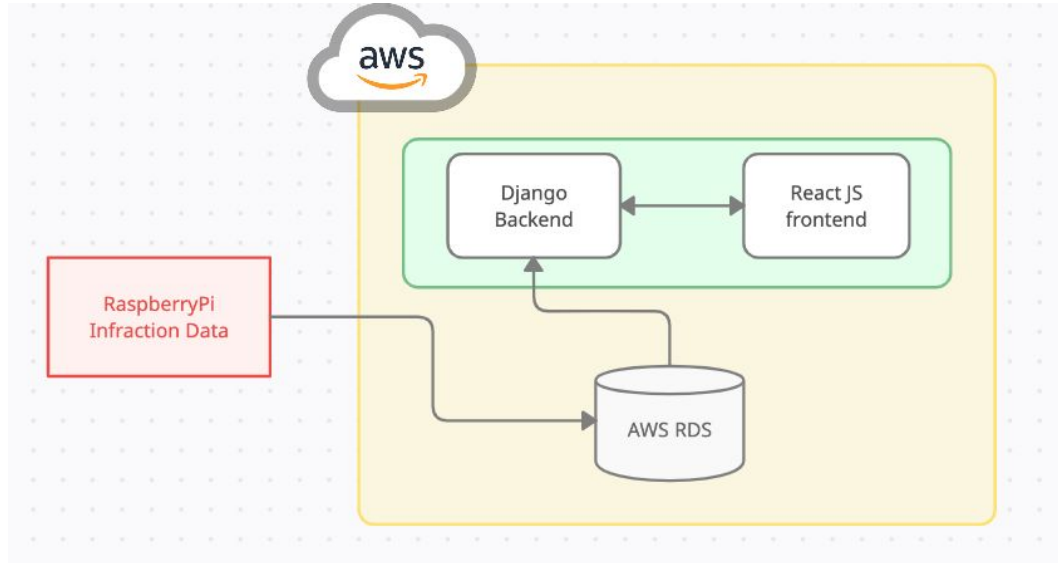 aws
Django
Backend
React JS
frontend
RaspberryPi
Infraction Data
AWS RDS